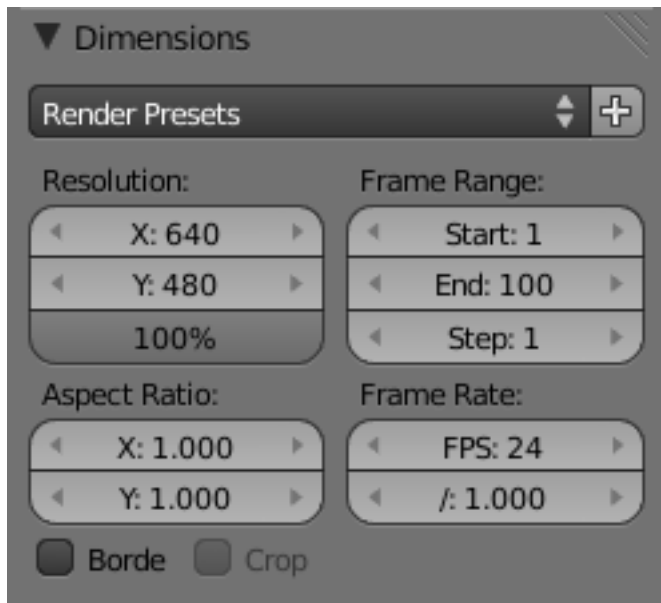 Dimensions
Render Presets
Resolution:
X: 640
Y: 480
100%
Frame Range:
Start: 1
End: 100
Step: 1
Aspect Ratio:
X: 1.000
Y: 1.000
Frame Rate:
FPS: 24
/: 1.000
Borde Crop